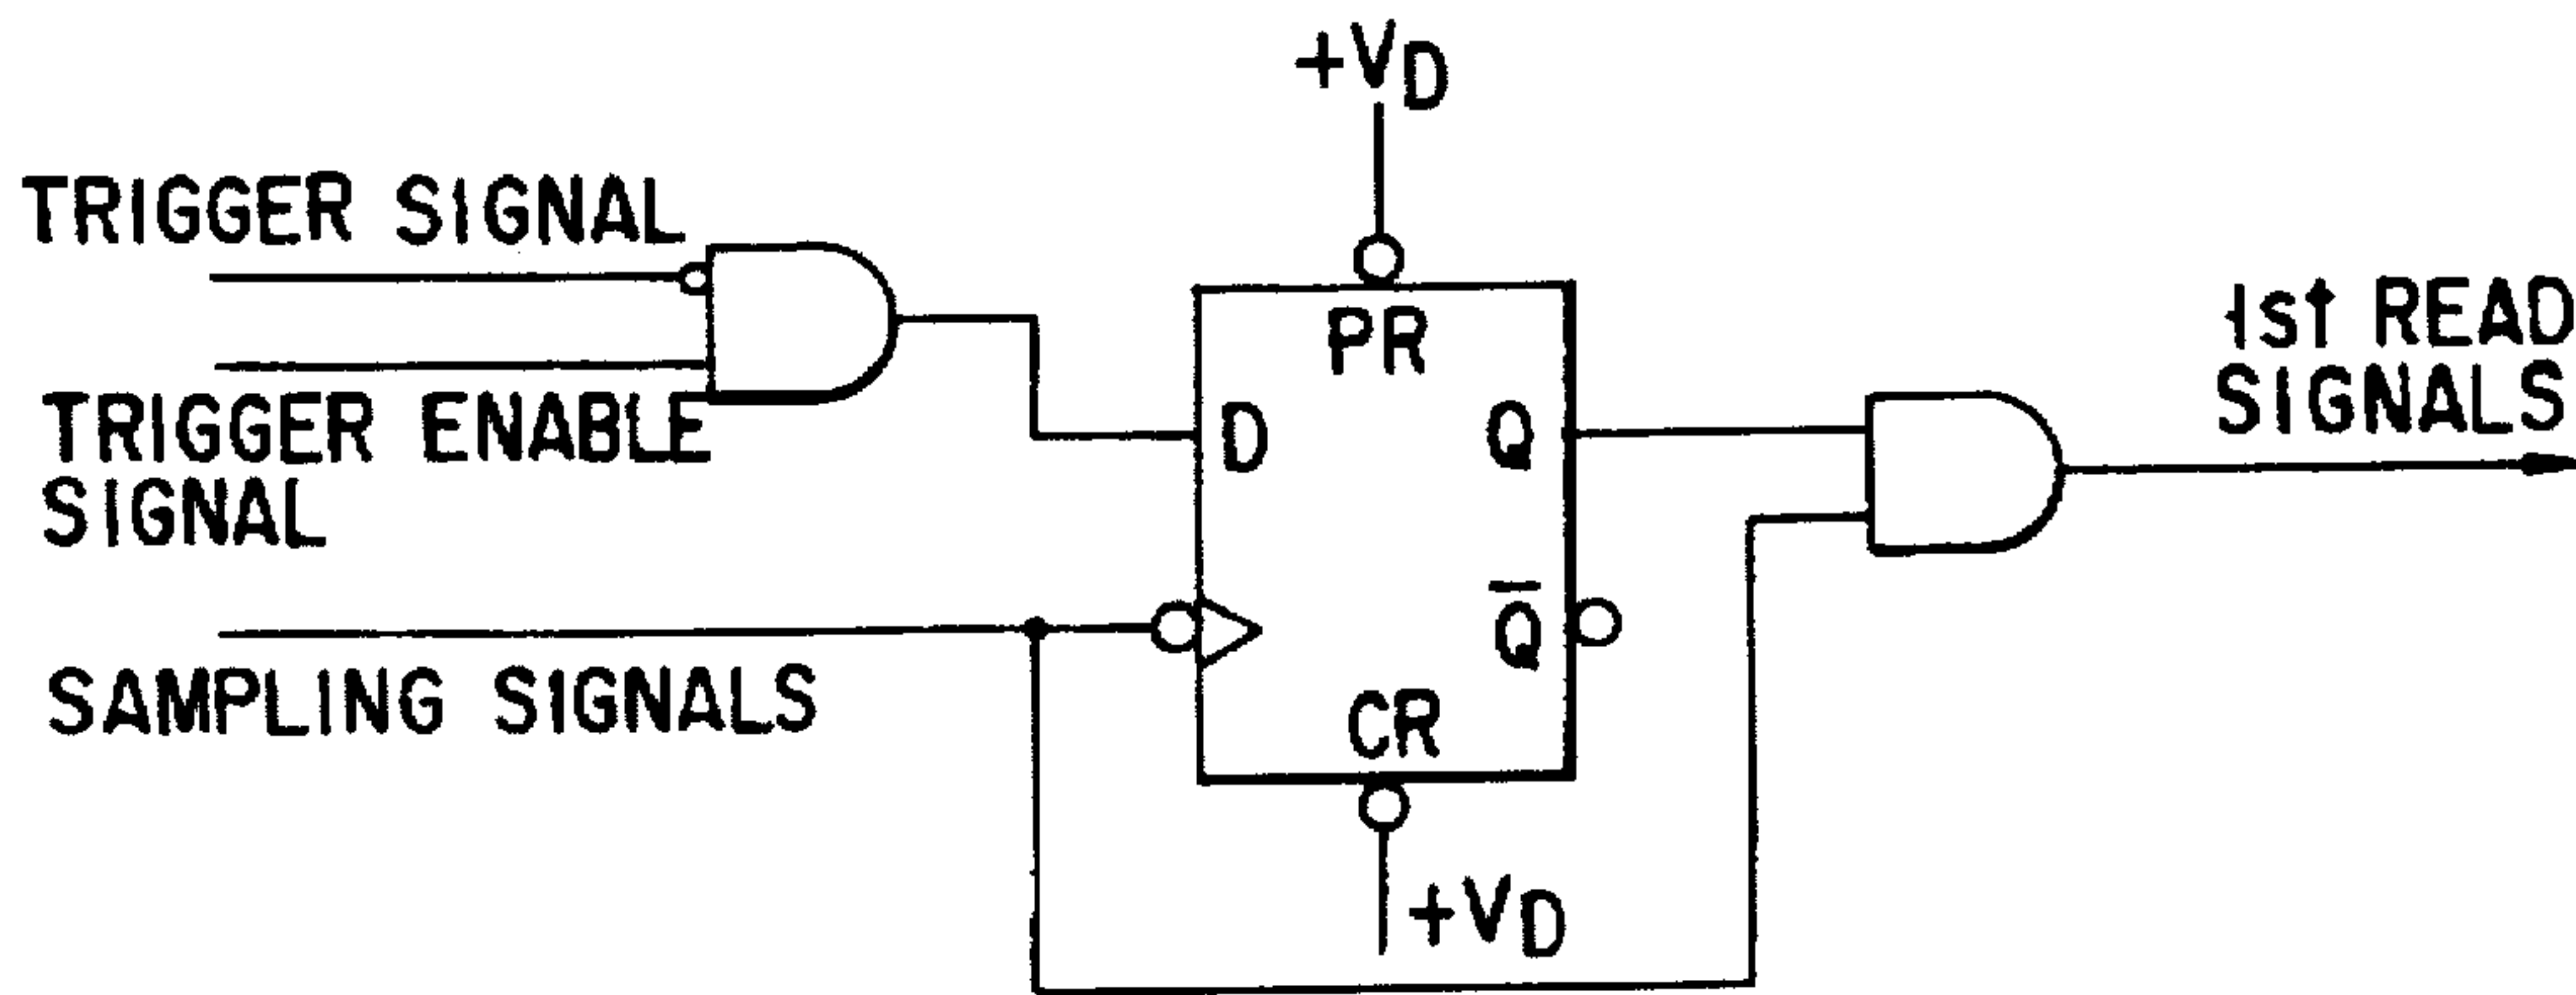 +VD
TRIGGER SIGNAL
TRIGGER ENABLE
SIGNAL
PR
D
Q
1st READ
SIGNALS
Q̅
SAMPLING SIGNALS
CR
+VD